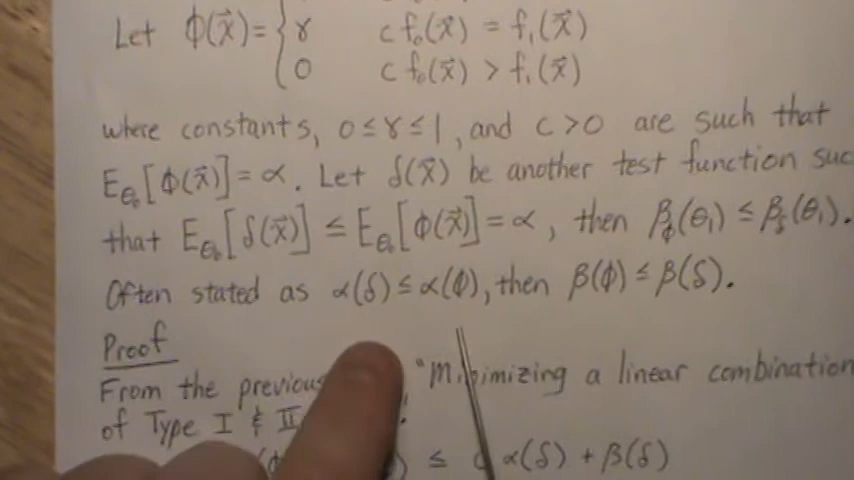 Let ϕ(x⃗)= { γ c f₀(x⃗) = f₁(x⃗)
0 c f₀(x⃗) > f₁(x⃗)
where constants, 0≤γ≤1, and c>0 are such that
E_θ₀[ϕ(x⃗)]=α. Let δ(x⃗) be another test function suc
that E_θ₀[δ(x⃗)] ≤ E_θ₀[ϕ(x⃗)]=α, then β_ϕ(θ₁) ≤ β_δ(θ₁).
Often stated as α(δ)≤α(ϕ), then β(ϕ)≤β(δ).
Proof
From the previous "Minimizing a linear combination
of Type I & II
≤ α(δ) + β(δ)